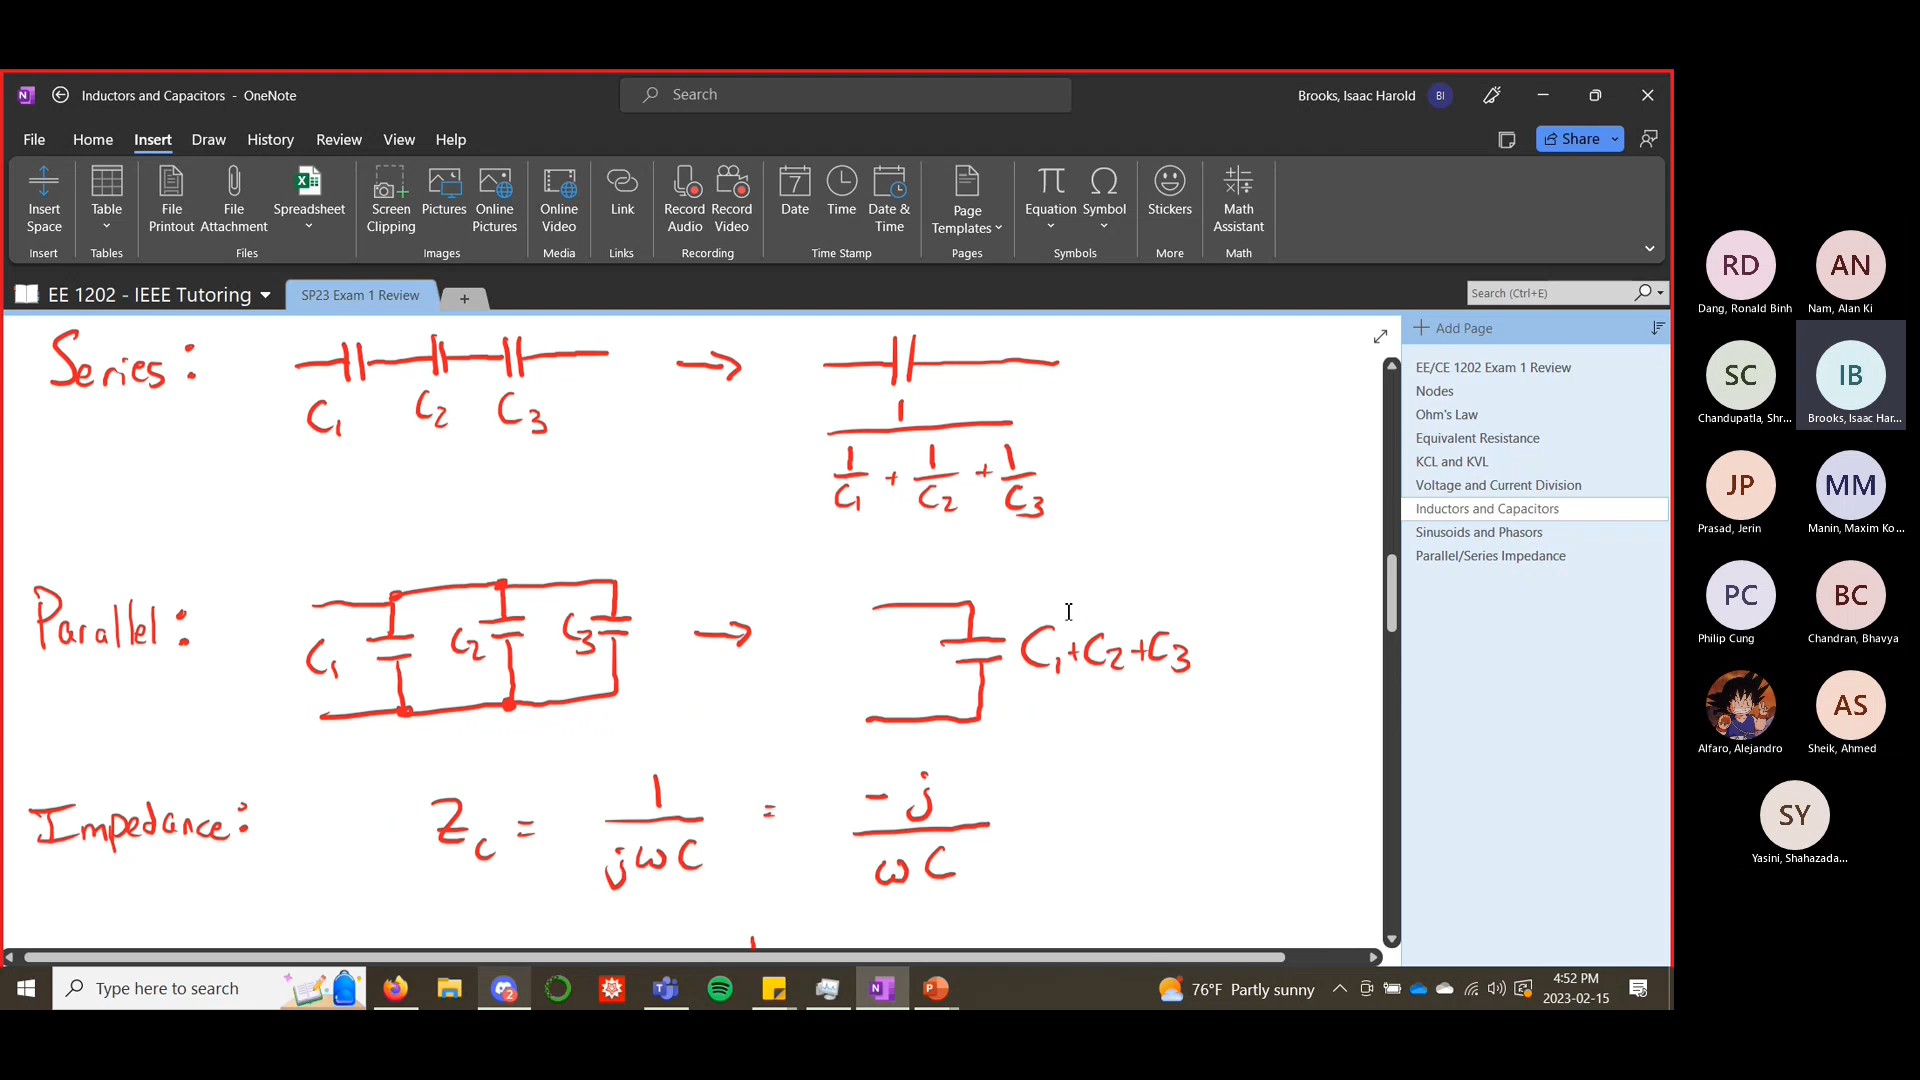 Inductors and Capacitors - OneNote
Search
Brooks, Isaac Harold
BI
File Home Insert Draw History Review View Help
Share
Insert Space
Table
File Printout
File Attachment
Spreadsheet
Screen Clipping
Pictures
Online Pictures
Online Video
Link
Record Audio
Record Video
Date
Time
Date & Time
Page Templates
Equation
Symbol
Stickers
Math Assistant
Insert Tables Files Images Media Links Recording Time Stamp Pages Symbols More Math
EE 1202 - IEEE Tutoring
SP23 Exam 1 Review
+
Search (Ctrl+E)
Add Page
EE/CE 1202 Exam 1 Review
Nodes
Ohm's Law
Equivalent Resistance
KCL and KVL
Voltage and Current Division
Inductors and Capacitors
Sinusoids and Phasors
Parallel/Series Impedance
Series: C1 C2 C3 →
1
1/C1 + 1/C2 + 1/C3
Parallel: C1 C2 C3 → C1+C2+C3
Impedance: Zc = 1/jωC = -j/ωC
RD
Dang, Ronald Binh
AN
Nam, Alan Ki
SC
Chandupatla, Shr...
IB
Brooks, Isaac Har...
JP
Prasad, Jerin
MM
Manin, Maxim Ko...
PC
Philip Cung
BC
Chandran, Bhavya
Alfaro, Alejandro
AS
Sheik, Ahmed
SY
Yasini, Shahazada...
Type here to search
76°F Partly sunny
4:52 PM
2023-02-15